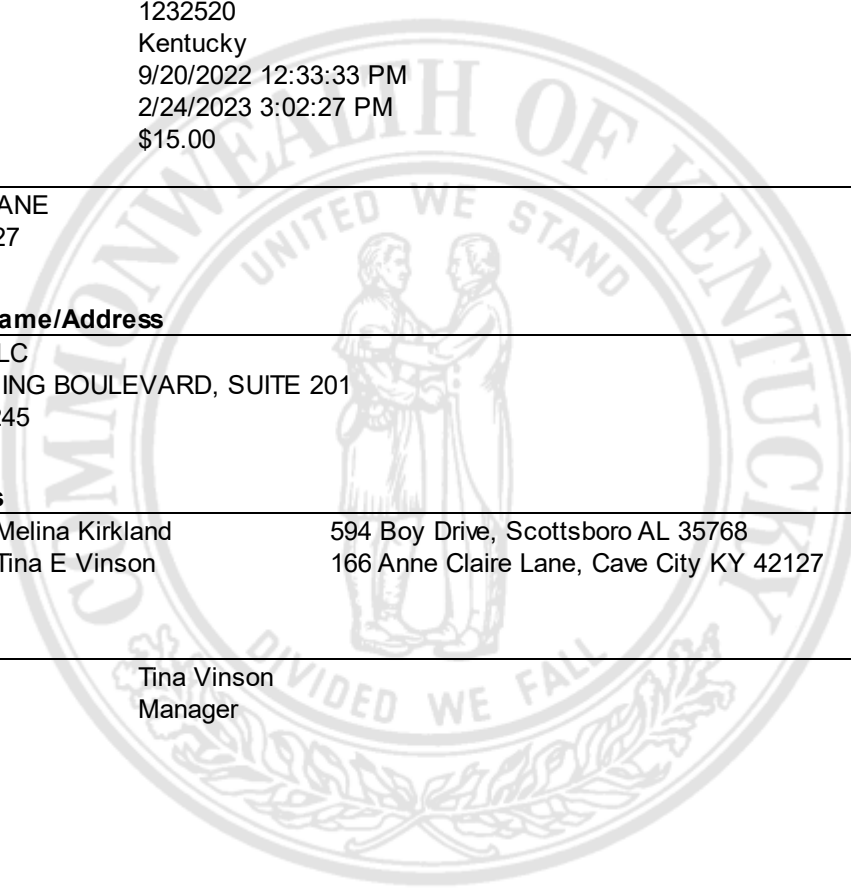 1232520
Kentucky
9/20/2022 12:33:33 PM
2/24/2023 3:02:27 PM
$15.00
ANE
27
ame/Address
LC
ING BOULEVARD, SUITE 201
245
s
Melina Kirkland 594 Boy Drive, Scottsboro AL 35768
Tina E Vinson 166 Anne Claire Lane, Cave City KY 42127
Tina Vinson
Manager
COMMONWEALTH OF KENTUCKY
UNITED WE STAND
DIVIDED WE FALL